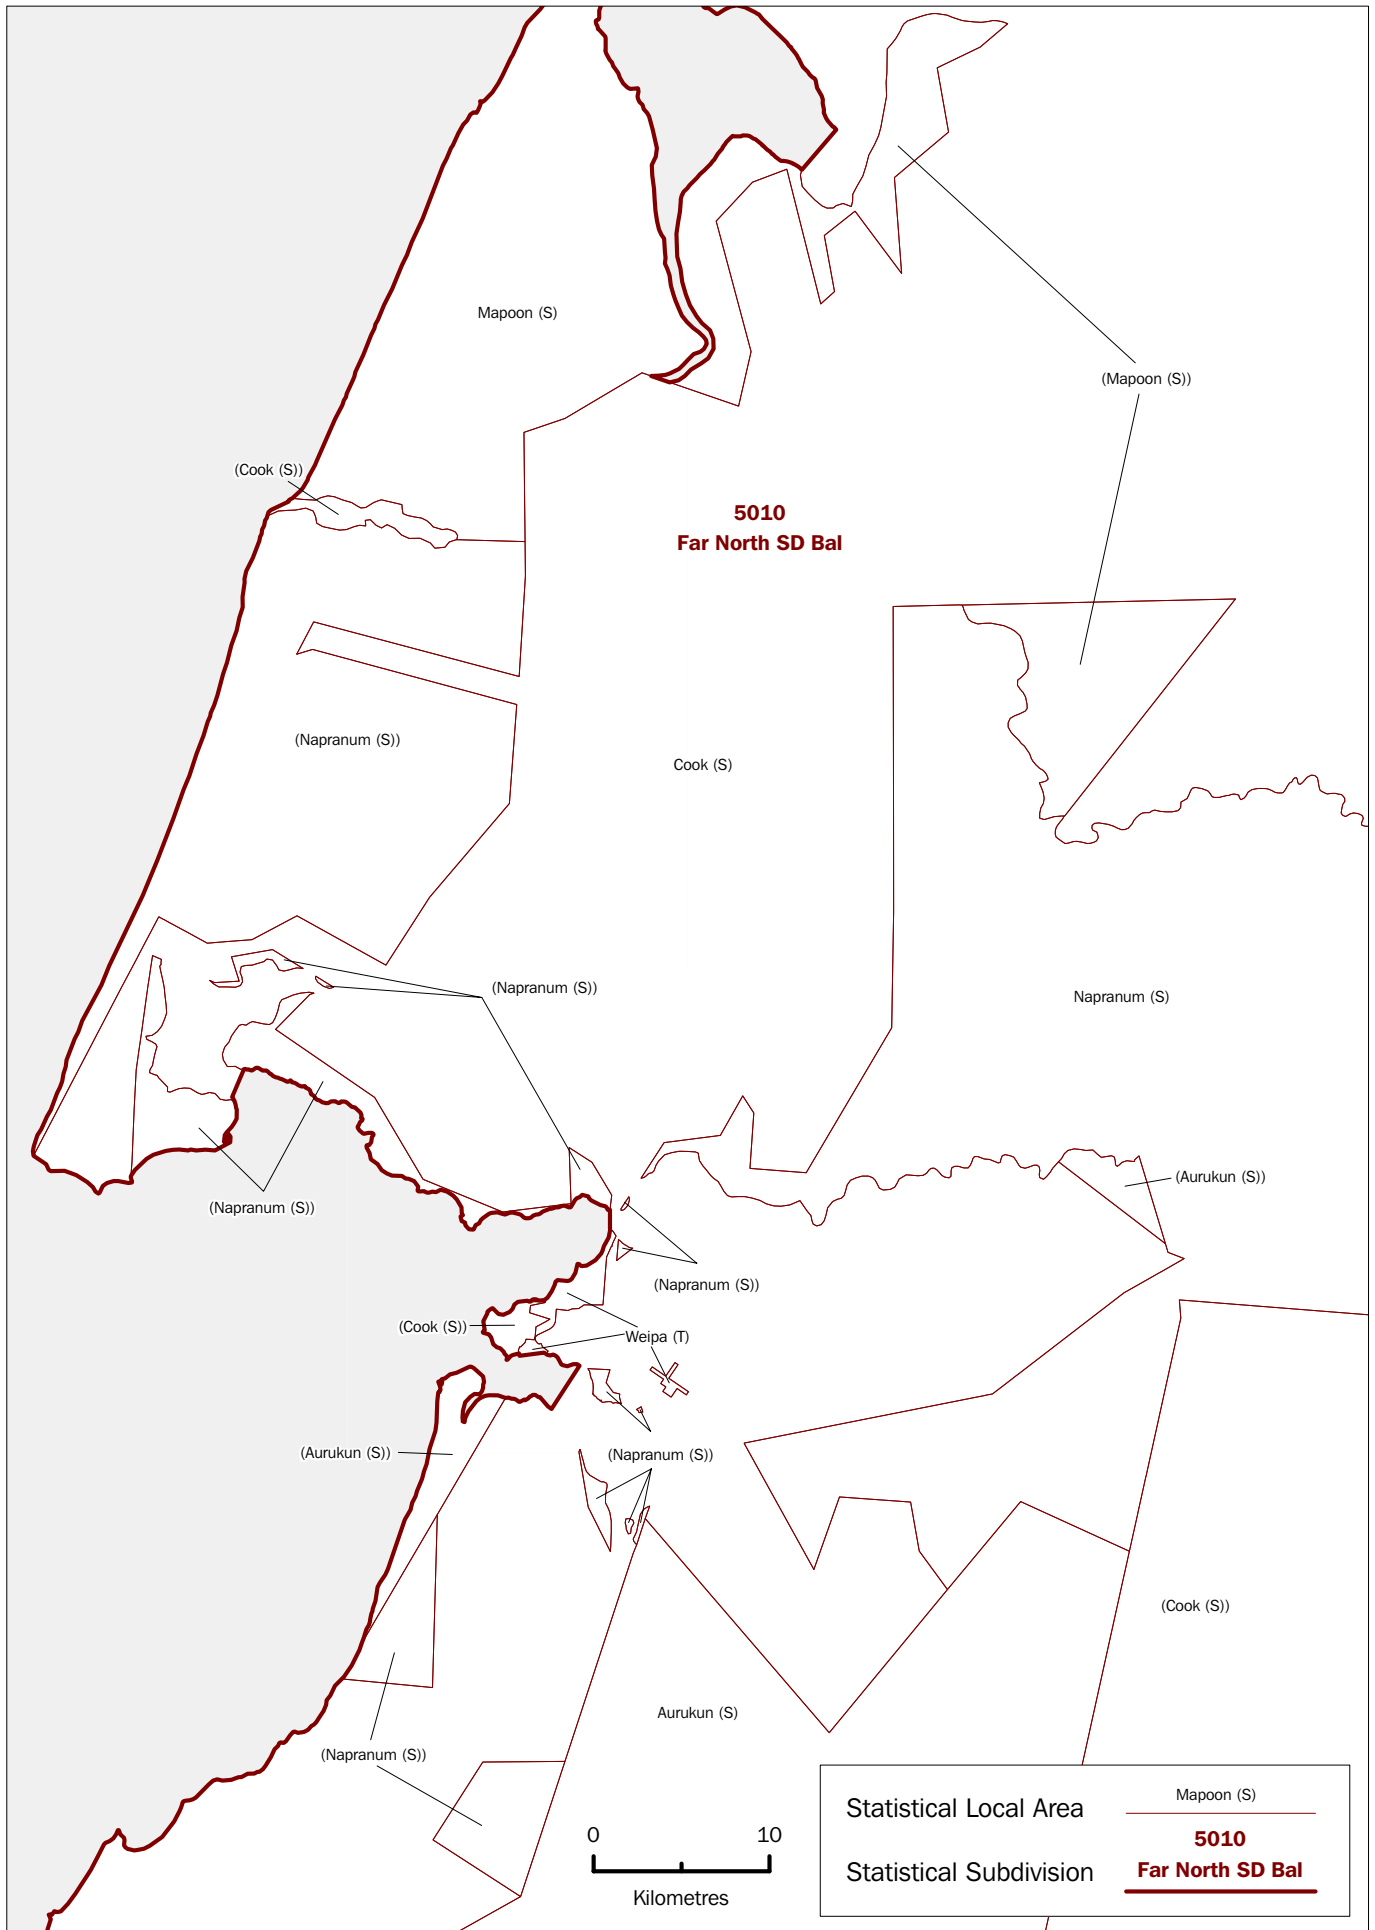 Mapoon (S)
(Mapoon (S))
(Cook (S))
5010
Far North SD Bal
(Napranum (S))
Cook (S)
(Napranum (S))
Napranum (S)
(Aurukun (S))
(Napranum (S))
(Napranum (S))
(Cook (S))
Weipa (T)
(Aurukun (S))
(Napranum (S))
(Cook (S))
Aurukun (S)
(Napranum (S))
0 10
Kilometres
Statistical Local Area
Mapoon (S)
Statistical Subdivision
5010
Far North SD Bal